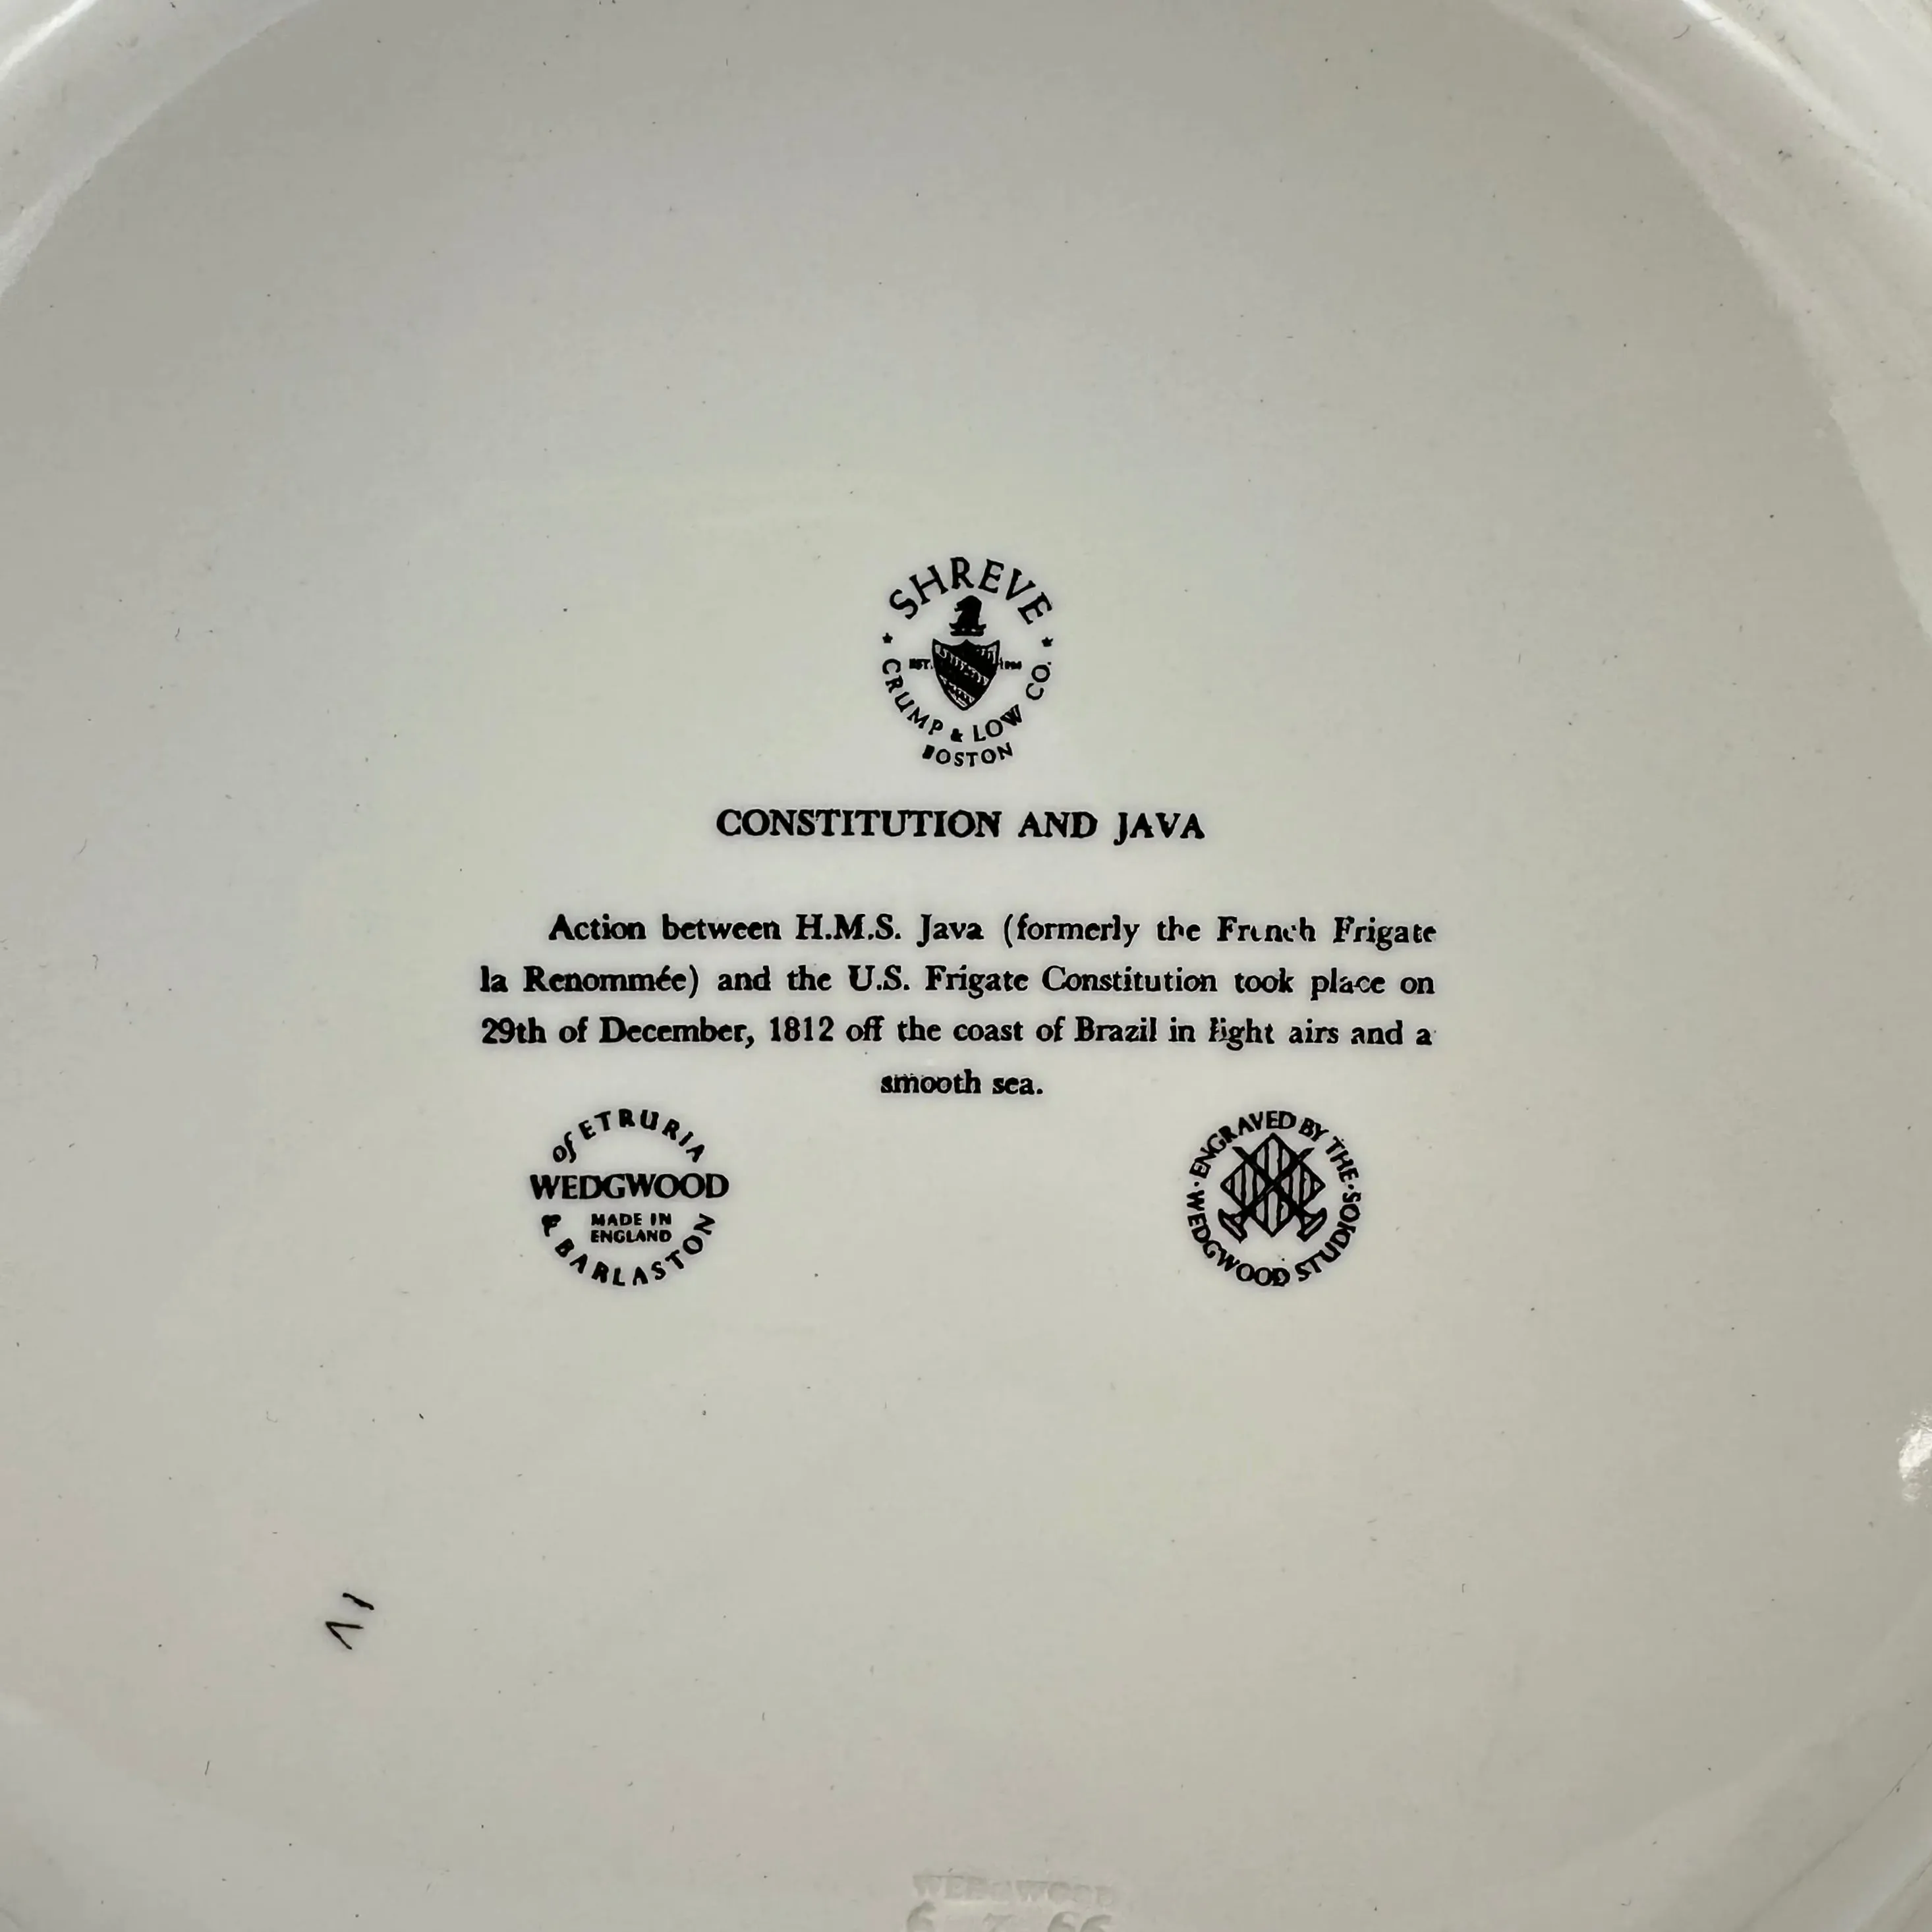 SHREVE
EST.
CRUMP & LOW CO.
BOSTON
CONSTITUTION AND JAVA
Action between H.M.S. Java (formerly the French Frigate
la Renommée) and the U.S. Frigate Constitution took place on
29th of December, 1812 off the coast of Brazil in light airs and a
smooth sea.
of ETRURIA
WEDGWOOD
MADE IN
ENGLAND
& BARLASTON
ENGRAVED BY THE · WEDGWOOD STUDIOS ·
WEDGWOOD